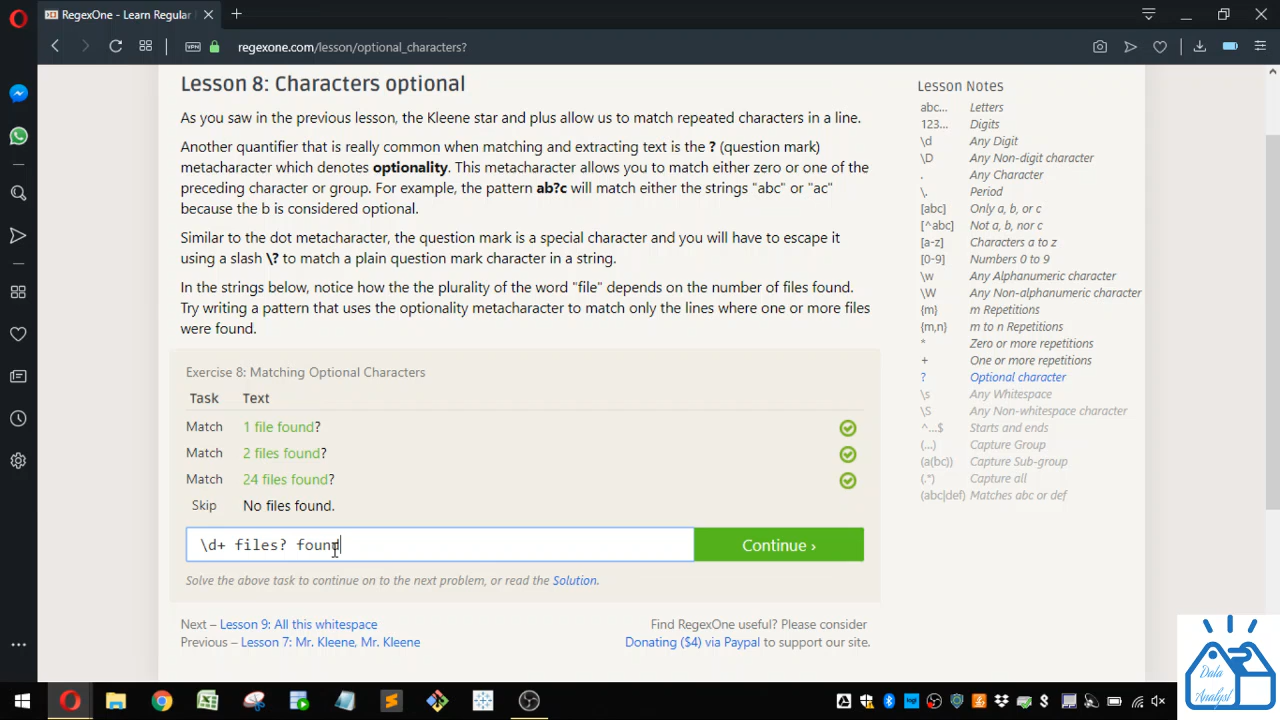 RegexOne - Learn Regular
regexone.com/lesson/optional_characters?
VPN
Lesson 8: Characters optional
As you saw in the previous lesson, the Kleene star and plus allow us to match repeated characters in a line.
Another quantifier that is really common when matching and extracting text is the ? (question mark)
metacharacter which denotes optionality. This metacharacter allows you to match either zero or one of the
preceding character or group. For example, the pattern ab?c will match either the strings "abc" or "ac"
because the b is considered optional.
Similar to the dot metacharacter, the question mark is a special character and you will have to escape it
using a slash \? to match a plain question mark character in a string.
In the strings below, notice how the the plurality of the word "file" depends on the number of files found.
Try writing a pattern that uses the optionality metacharacter to match only the lines where one or more files
were found.
Exercise 8: Matching Optional Characters
Task Text
Match 1 file found?
Match 2 files found?
Match 24 files found?
Skip No files found.
\d+ files? found
Continue ›
Solve the above task to continue on to the next problem, or read the Solution.
Next – Lesson 9: All this whitespace
Previous – Lesson 7: Mr. Kleene, Mr. Kleene
Find RegexOne useful? Please consider
Donating ($4) via Paypal to support our site.
Lesson Notes
abc... Letters
123... Digits
\d Any Digit
\D Any Non-digit character
. Any Character
\. Period
[abc] Only a, b, or c
[^abc] Not a, b, nor c
[a-z] Characters a to z
[0-9] Numbers 0 to 9
\w Any Alphanumeric character
\W Any Non-alphanumeric character
{m} m Repetitions
{m,n} m to n Repetitions
* Zero or more repetitions
+ One or more repetitions
? Optional character
\s Any Whitespace
\S Any Non-whitespace character
^...$ Starts and ends
(...) Capture Group
(a(bc)) Capture Sub-group
(.*) Capture all
(abc|def) Matches abc or def
Data
Analyst